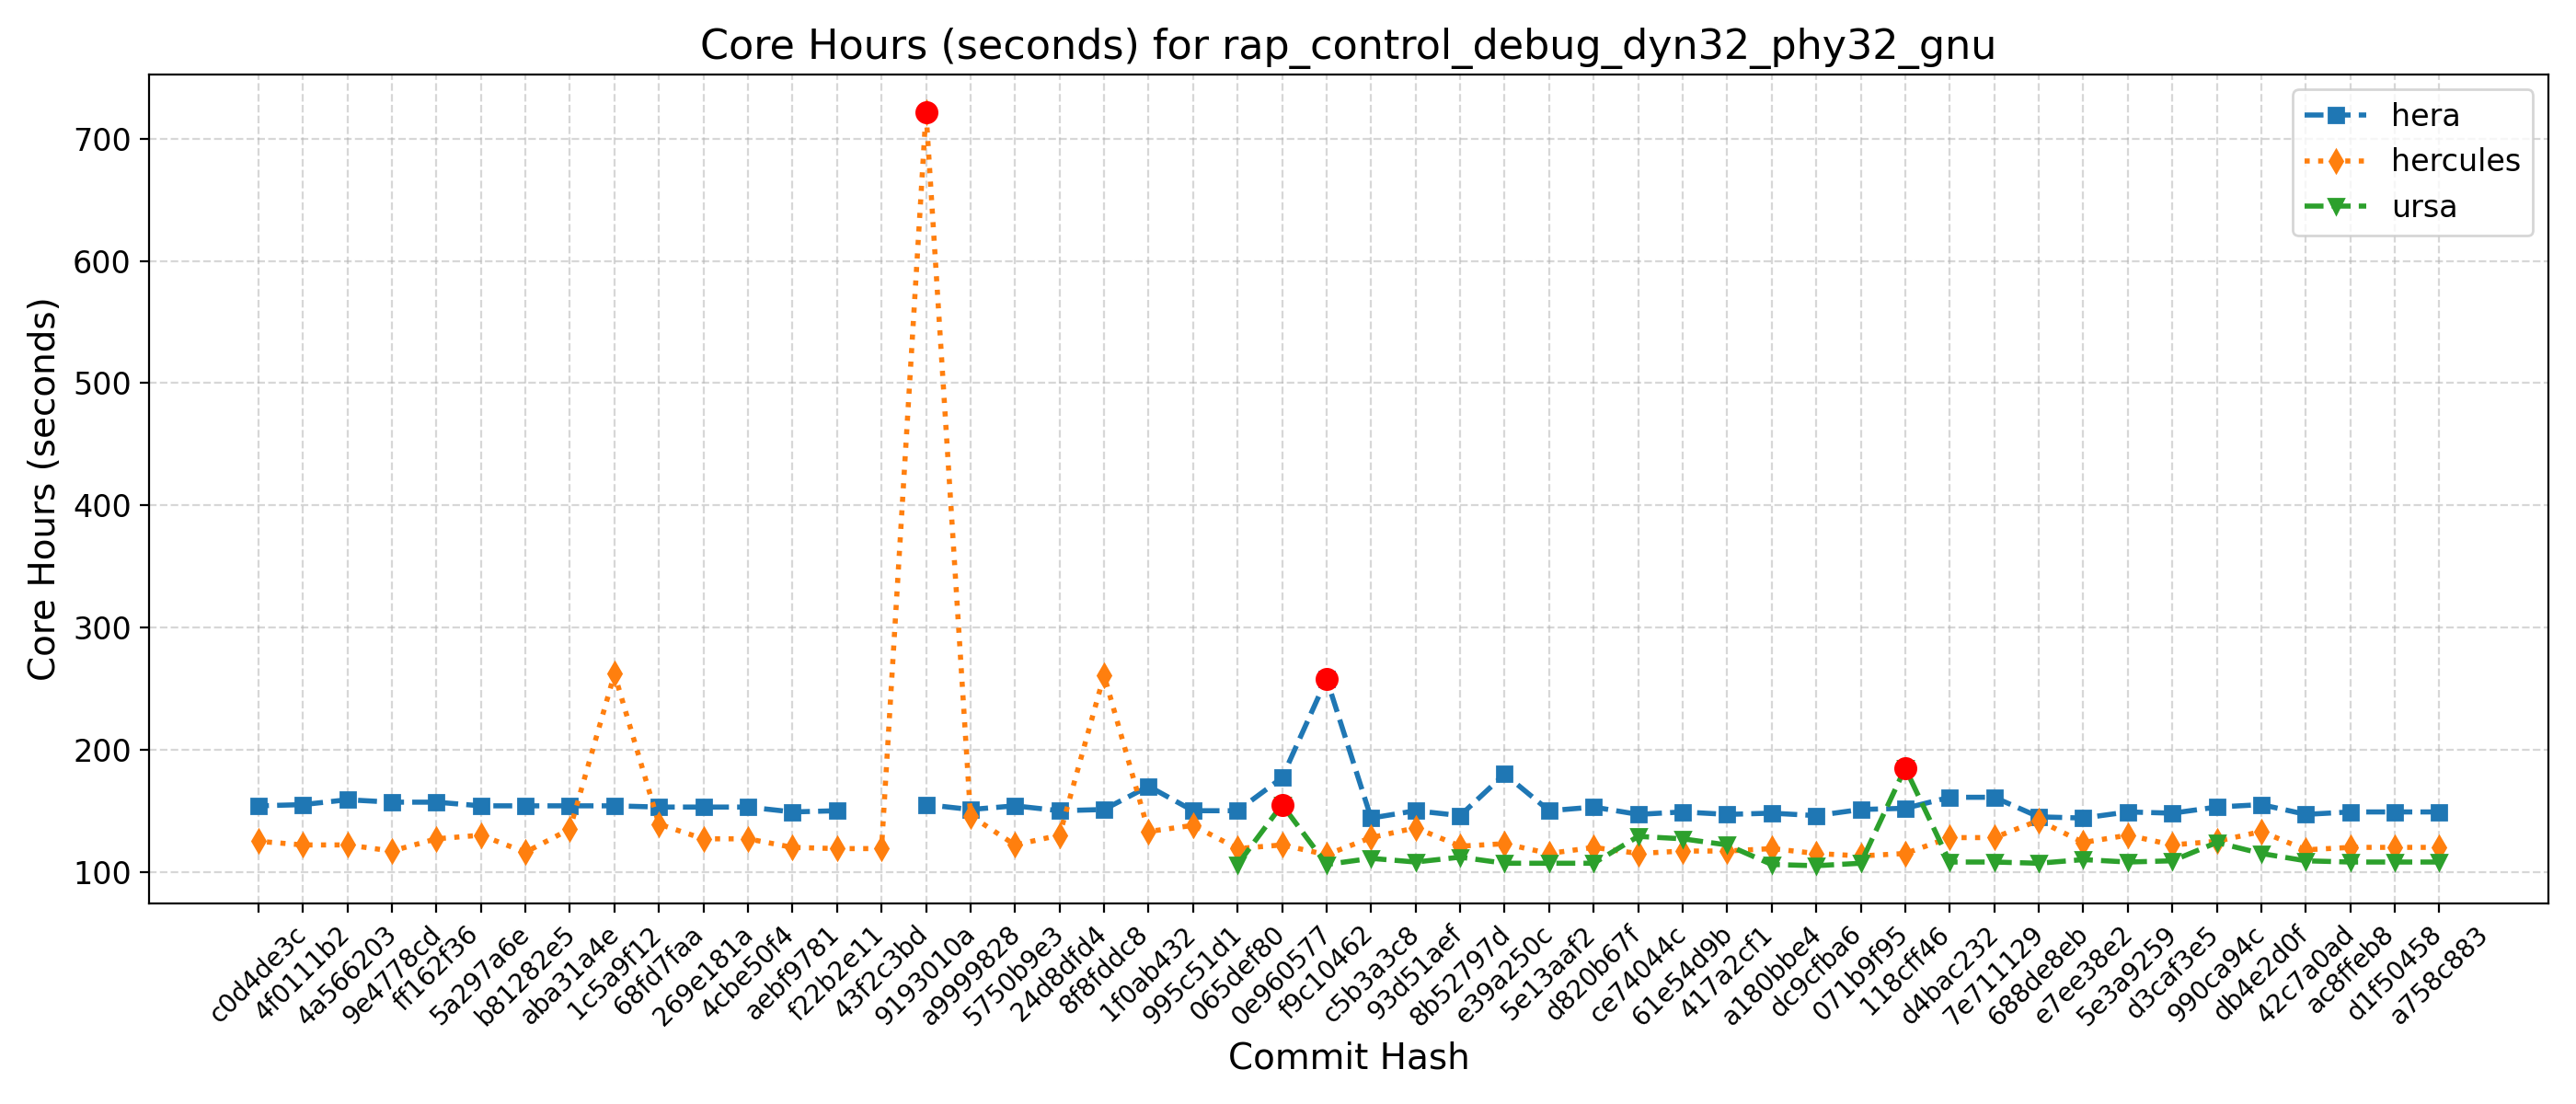 Core Hours (seconds) for rap_control_debug_dyn32_phy32_gnu
hera
hercules
ursa
Core Hours (seconds)
700
600
500
400
300
200
100
c0d4de3c
4f0111b2
4a566203
9e4778cd
ff162f36
5a297a6e
b81282e5
aba31a4e
1c5a9f12
68fd7faa
269e181a
4cbe50f4
aebf9781
f22b2e11
43f2c3bd
9193010a
a9999828
5750b9e3
24d8dfd4
8f8fddc8
1f0ab432
995c51d1
065def80
0e960577
f9c10462
c5b3a3c8
93d51aef
8b52797d
e39a250c
5e13aaf2
d820b67f
ce74044c
61e54d9b
417a2cf1
a180bbe4
dc9cfba6
071b9f95
118cff46
d4bac232
7e711129
688de8eb
e7ee38e2
5e3a9259
d3caf3e5
990ca94c
db4e2d0f
42c7a0ad
ac8ffeb8
d1f50458
a758c883
Commit Hash